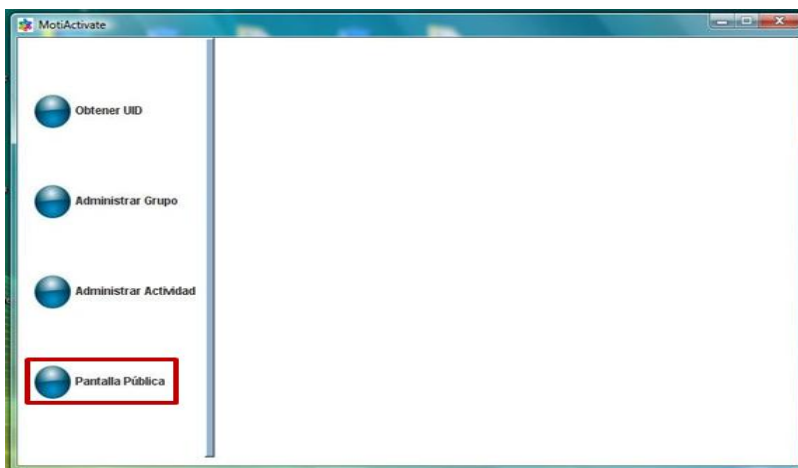 MotiActivate
Obtener UID
Administrar Grupo
Administrar Actividad
Pantalla Pública